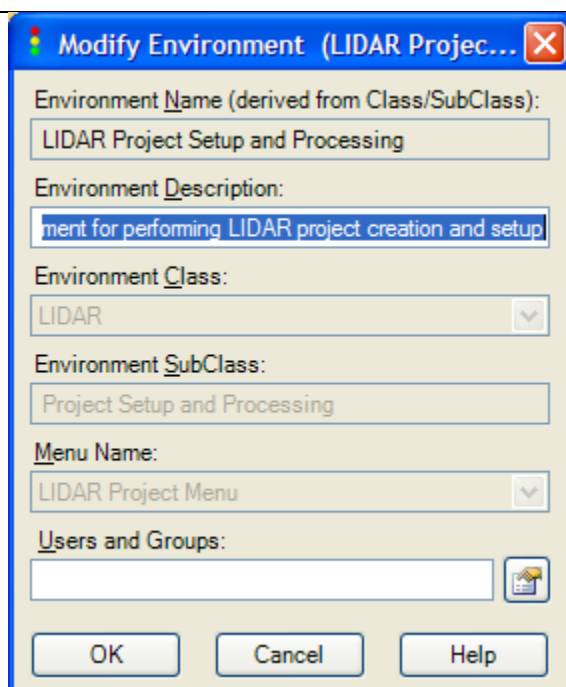 Modify Environment (LIDAR Projec...
Environment Name (derived from Class/SubClass):
LIDAR Project Setup and Processing
Environment Description:
ment for performing LIDAR project creation and setup
Environment Class:
LIDAR
Environment SubClass:
Project Setup and Processing
Menu Name:
LIDAR Project Menu
Users and Groups:
OK Cancel Help